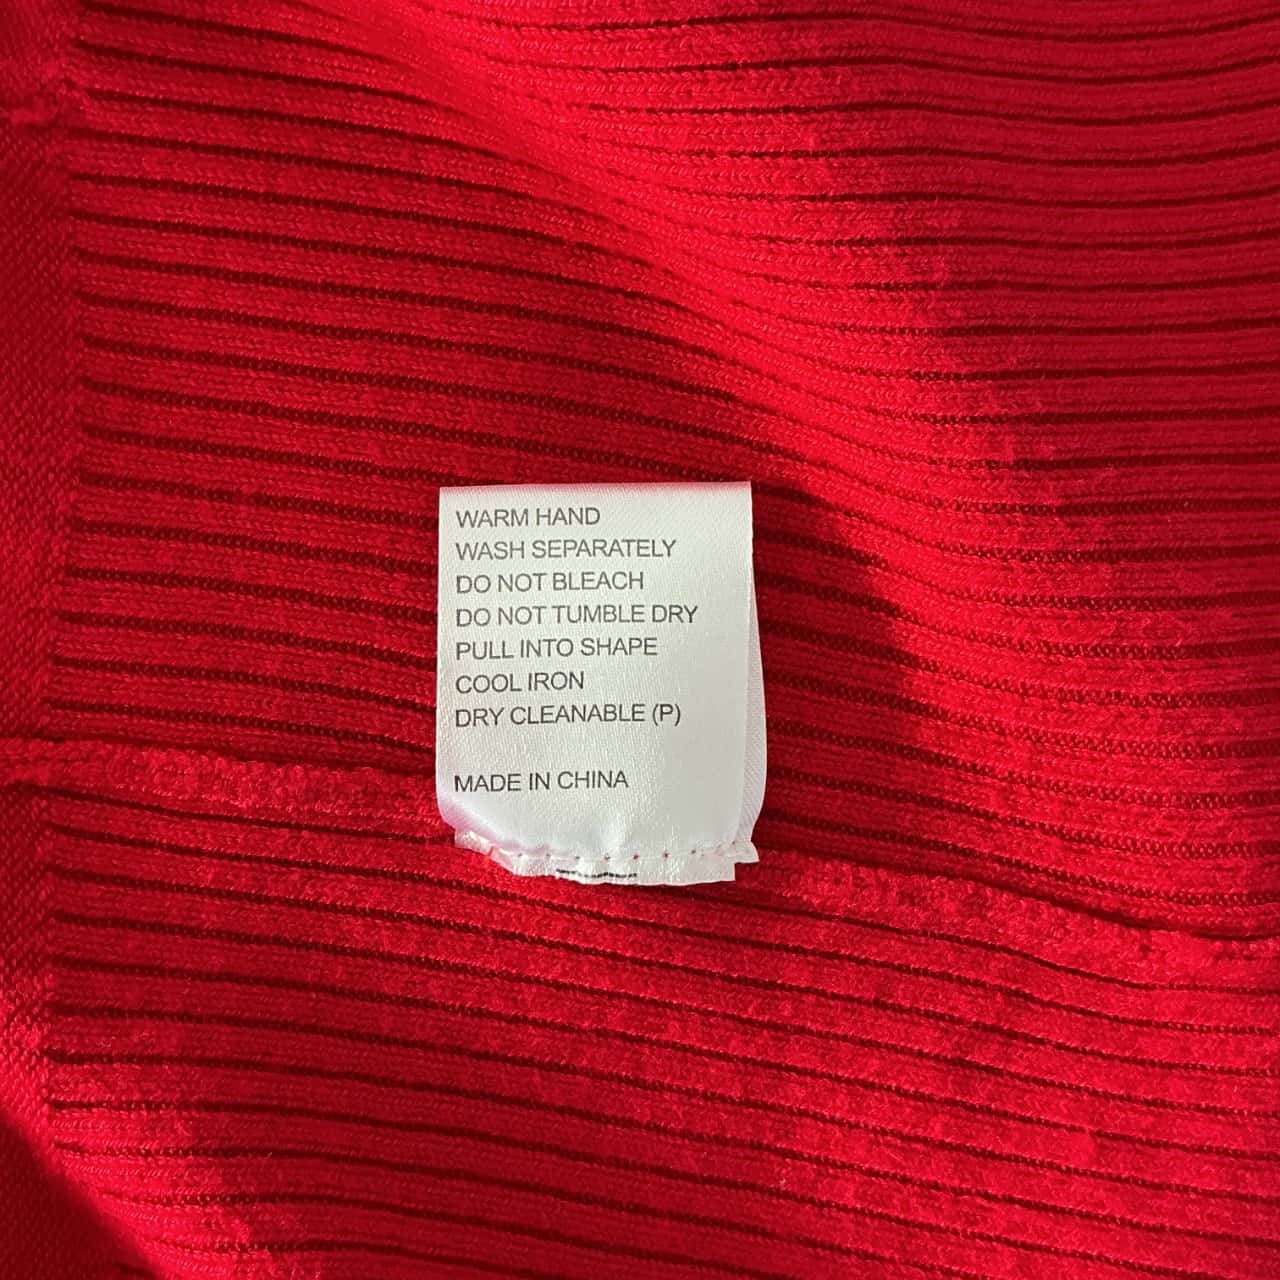 WARM HAND
WASH SEPARATELY
DO NOT BLEACH
DO NOT TUMBLE DRY
PULL INTO SHAPE
COOL IRON
DRY CLEANABLE (P)
MADE IN CHINA